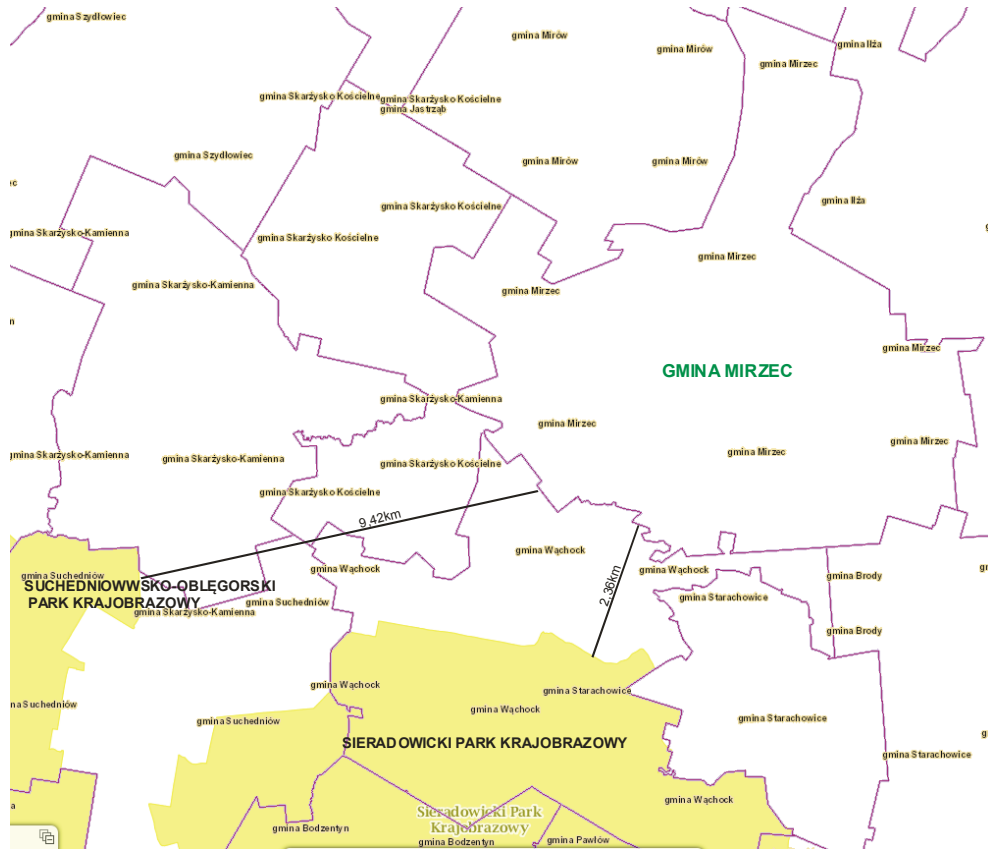 gmina Szydłowiec
gmina Mirów
gmina Mirów
gmina Iłża
gmina Mirzec
gmina Skarżysko Kościelne
gmina Skarżysko Kościelne
gmina Jastrząb
gmina Szydłowiec
gmina Mirów
gmina Mirów
ec
gmina Skarżysko Kościelne
gmina Iłża
gmina Skarżysko-Kamienna
gmina Skarżysko Kościelne
gmina Mirzec
gmina Skarżysko-Kamienna
gmina Mirzec
n
gmina Mirzec
GMINA MIRZEC
gmina Skarżysko-Kamienna
gmina Mirzec
gmina Mirzec
gmina Skarżysko-Kamienna
gmina Skarżysko-Kamienna
gmina Skarżysko Kościelne
gmina Mirzec
gmina Skarżysko Kościelne
9,42km
gmina Wąchock
gmina Wąchock
gmina Wąchock
gmina Suchedniów
gmina Brody
SUCHEDNIOWWSKO-OBLĘGORSKI
PARK KRAJOBRAZOWY
2,36km
gmina Starachowice
gmina Suchedniów
gmina Skarżysko-Kamienna
gmina Brody
gmina Wąchock
gmina Starachowice
na Suchedniów
gmina Wąchock
gmina Suchedniów
gmina Starachowice
SIERADOWICKI PARK KRAJOBRAZOWY
gmina Starachowice
gmina Wąchock
a
Sieradowicki Park
Krajobrazowy
gmina Bodzentyn
gmina Bodzentyn
gmina Pawłów